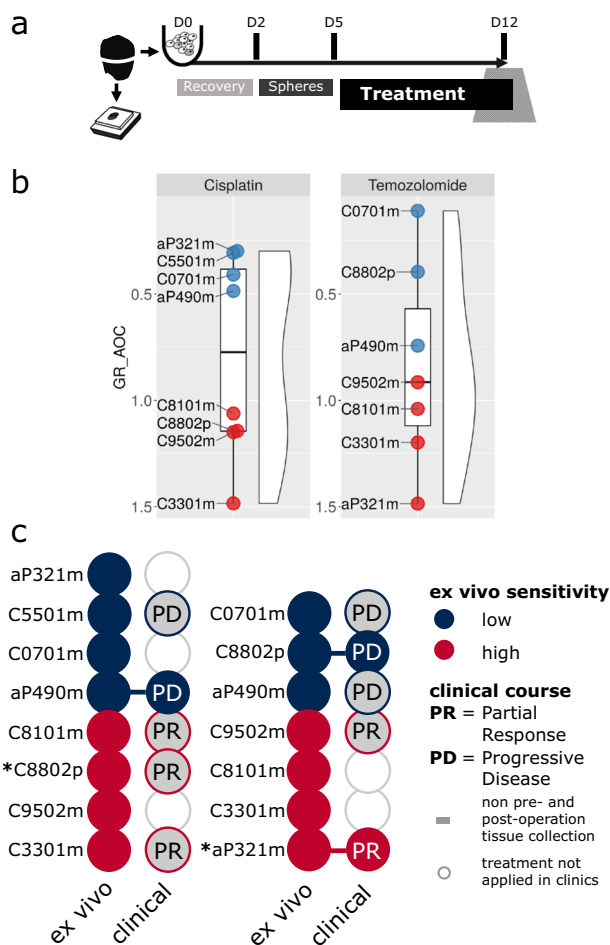 a
D0
D2
D5
D12
Recovery
Spheres
Treatment
b
Cisplatin
Temozolomide
GR_AOC
0.5
1.0
1.5
aP321m
C5501m
C0701m
aP490m
C8101m
C8802p
C9502m
C3301m
0.5
1.0
1.5
C0701m
C8802p
aP490m
C9502m
C8101m
C3301m
aP321m
c
aP321m
C5501m PD
C0701m
aP490m PD
C8101m PR
*C8802p PR
C9502m
C3301m PR
ex vivo
clinical
C0701m PD
C8802p PD
aP490m PD
C9502m PR
C8101m
C3301m
*aP321m PR
ex vivo
clinical
ex vivo sensitivity
low
high
clinical course
PR = Partial
Response
PD = Progressive
Disease
non pre- and
post-operation
tissue collection
treatment not
applied in clinics